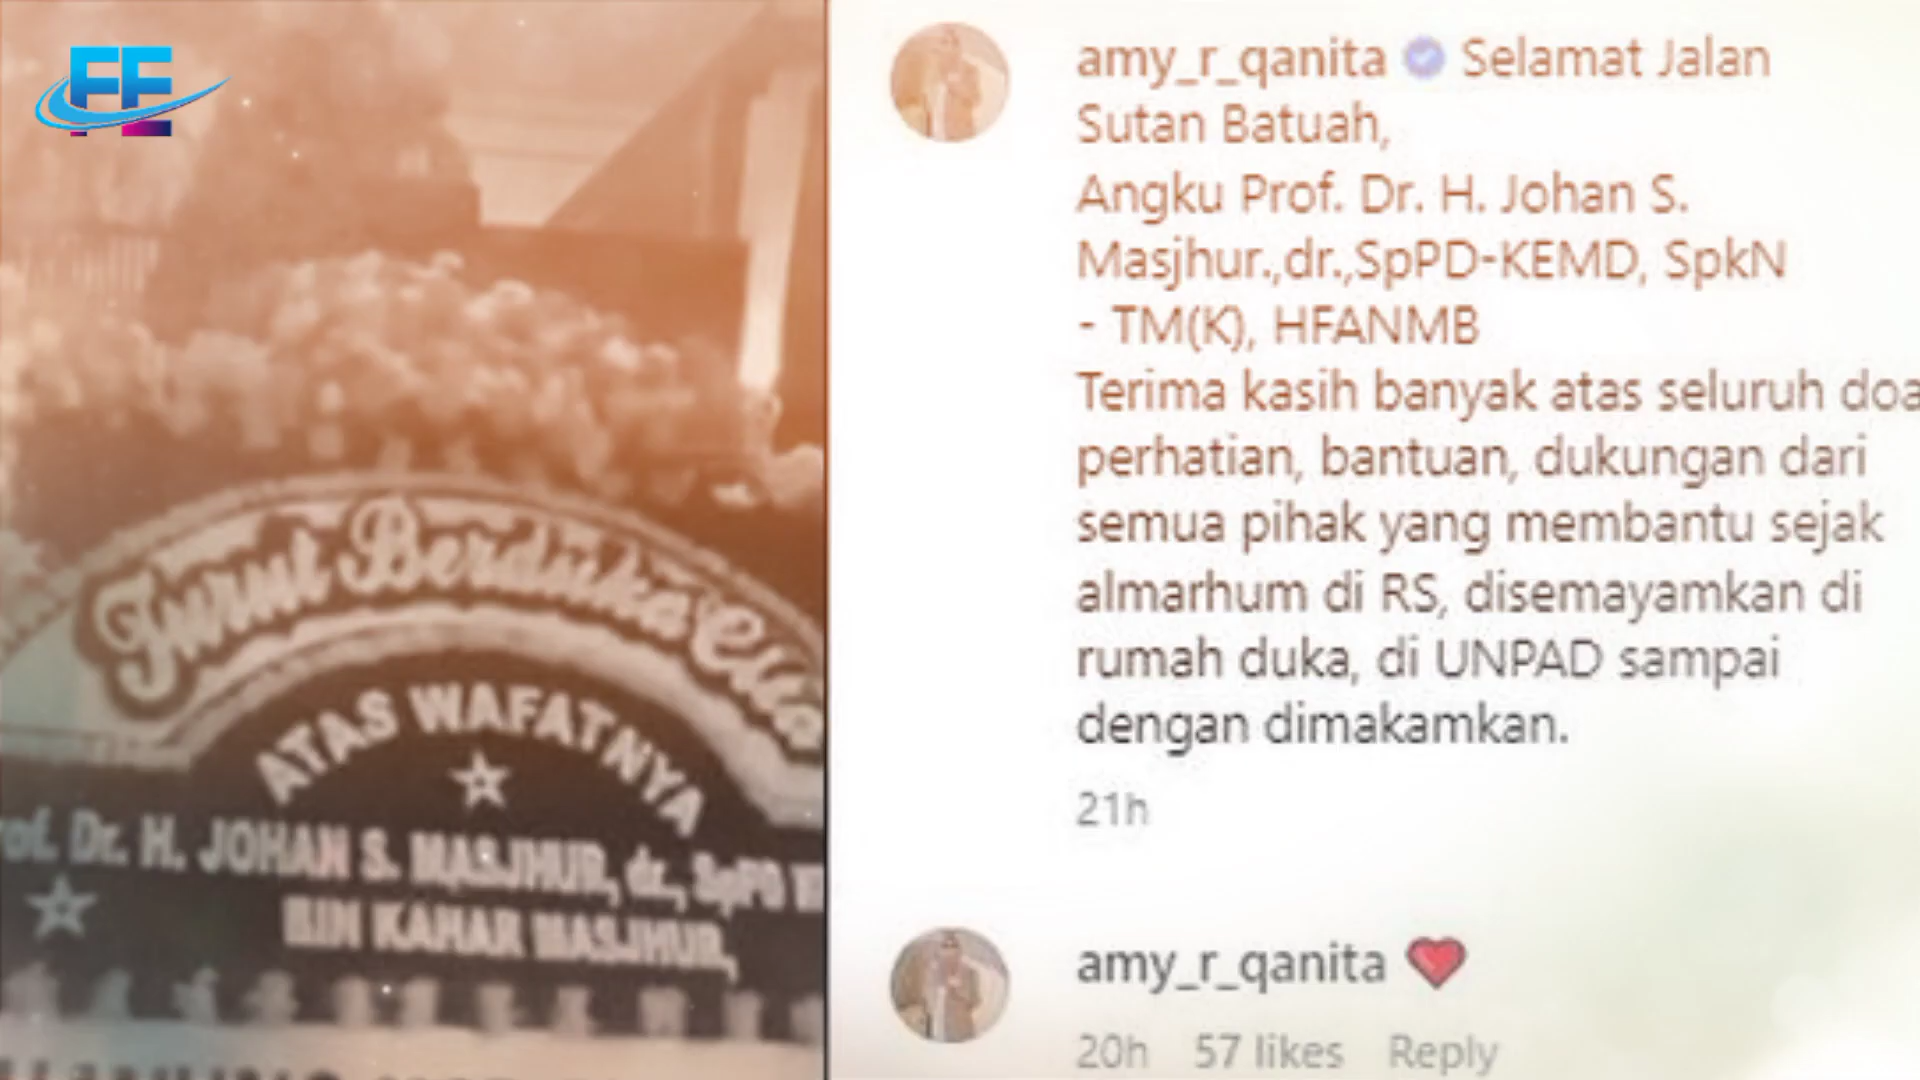 FE
Turut Berduka Cita
ATAS WAFATNYA
Prof. Dr. H. JOHAN S. MASJHUR, dr., SpPD
BIN KAHAR MASJHUR,
amy_r_qanita Selamat Jalan
Sutan Batuah,
Angku Prof. Dr. H. Johan S.
Masjhur.,dr.,SpPD-KEMD, SpkN
- TM(K), HFANMB
Terima kasih banyak atas seluruh doa
perhatian, bantuan, dukungan dari
semua pihak yang membantu sejak
almarhum di RS, disemayamkan di
rumah duka, di UNPAD sampai
dengan dimakamkan.
21h
amy_r_qanita ❤️
20h 57 likes Reply